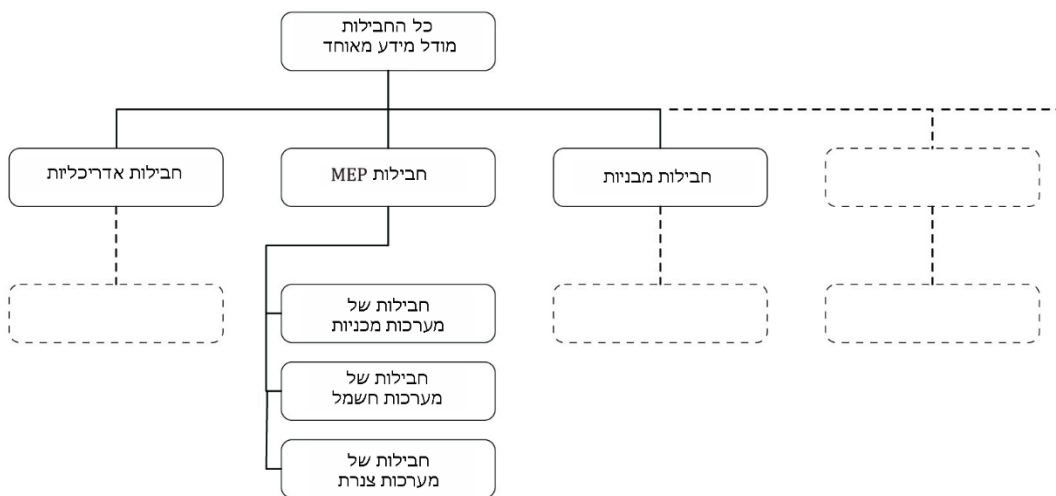 כל החבילות
מודל מידע מאוחד
חבילות מבניות
חבילות MEP
חבילות אדריכליות
חבילות של
מערכות מכניות
חבילות של
מערכות חשמל
חבילות של
מערכות צנרת